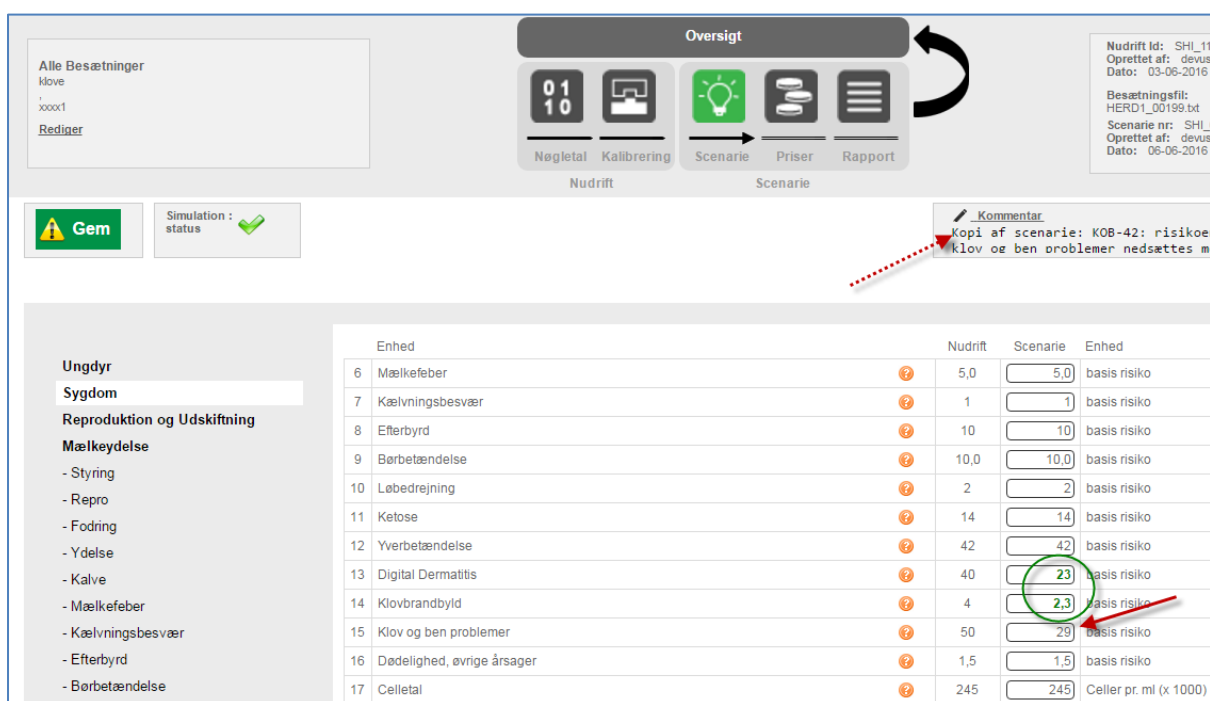 Alle Besætninger
klove
,
xxxx1
Rediger
Oversigt
01
10
Nøgletal Kalibrering Scenarie Priser Rapport
Nudrift Scenarie
Nudrift Id: SHI_11
Oprettet af: devus
Dato: 03-06-2016
Besætningsfil:
HERD1_00199.txt
Scenarie nr: SHI_
Oprettet af: devus
Dato: 06-06-2016
Gem
Simulation :
status
Kommentar
Kopi af scenarie: KOB-42: risikoe
klov og ben problemer nedsættes m
Ungdyr
Sygdom
Reproduktion og Udskiftning
Mælkeydelse
- Styring
- Repro
- Fodring
- Ydelse
- Kalve
- Mælkefeber
- Kælvningsbesvær
- Efterbyrd
- Børbetændelse
Enhed Nudrift Scenarie Enhed
6 Mælkefeber ? 5,0 5,0 basis risiko
7 Kælvningsbesvær ? 1 1 basis risiko
8 Efterbyrd ? 10 10 basis risiko
9 Børbetændelse ? 10,0 10,0 basis risiko
10 Løbedrejning ? 2 2 basis risiko
11 Ketose ? 14 14 basis risiko
12 Yverbetændelse ? 42 42 basis risiko
13 Digital Dermatitis ? 40 23 basis risiko
14 Klovbrandbyld ? 4 2,3 basis risiko
15 Klov og ben problemer ? 50 29 basis risiko
16 Dødelighed, øvrige årsager ? 1,5 1,5 basis risiko
17 Celletal ? 245 245 Celler pr. ml (x 1000)